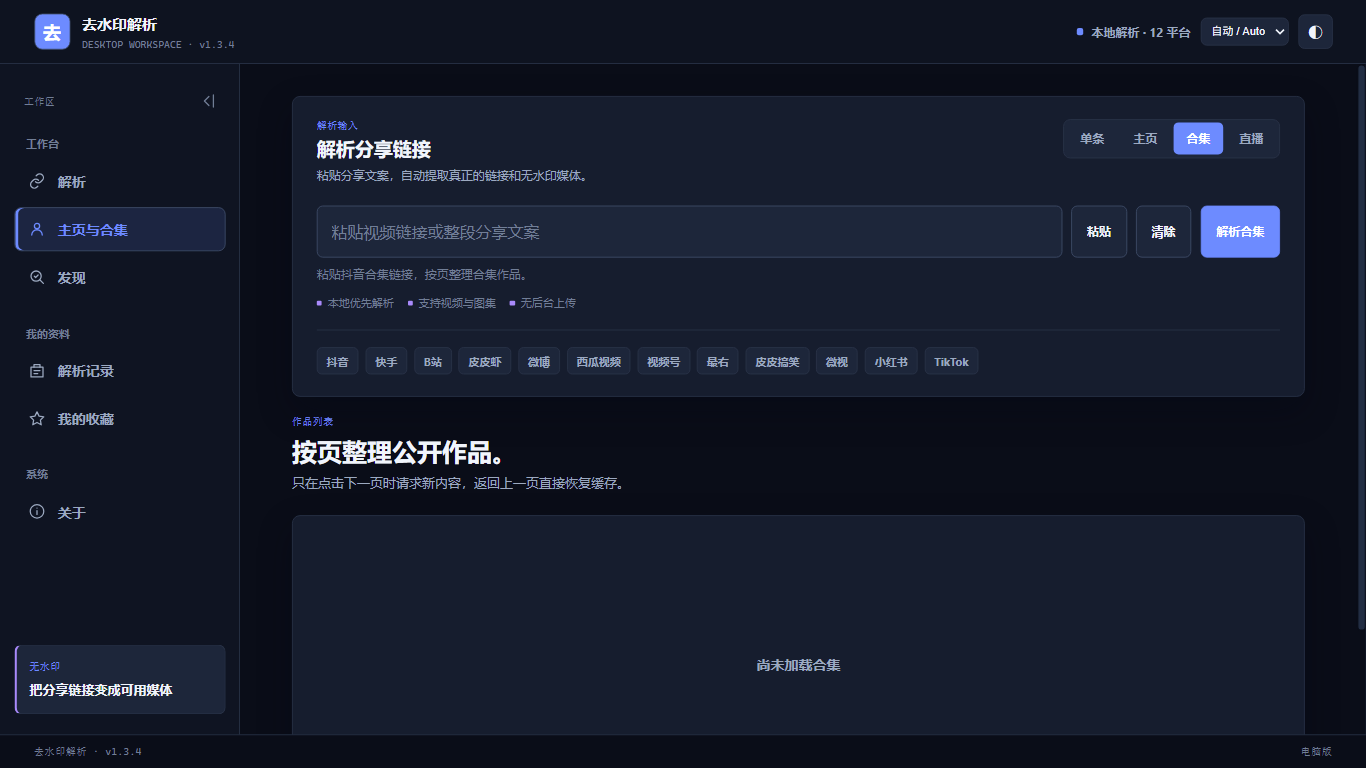 去
去水印解析
DESKTOP WORKSPACE · v1.3.4
本地解析 · 12 平台
自动 / Auto
工作区
工作台
解析
主页与合集
发现
我的资料
解析记录
我的收藏
系统
关于
无水印
把分享链接变成可用媒体
解析输入
解析分享链接
粘贴分享文案，自动提取真正的链接和无水印媒体。
单条 主页 合集 直播
粘贴视频链接或整段分享文案
粘贴 清除 解析合集
粘贴抖音合集链接，按页整理合集作品。
本地优先解析 支持视频与图集 无后台上传
抖音 快手 B站 皮皮虾 微博 西瓜视频 视频号 最右 皮皮搞笑 微视 小红书 TikTok
作品列表
按页整理公开作品。
只在点击下一页时请求新内容，返回上一页直接恢复缓存。
尚未加载合集
去水印解析 · v1.3.4
电脑版